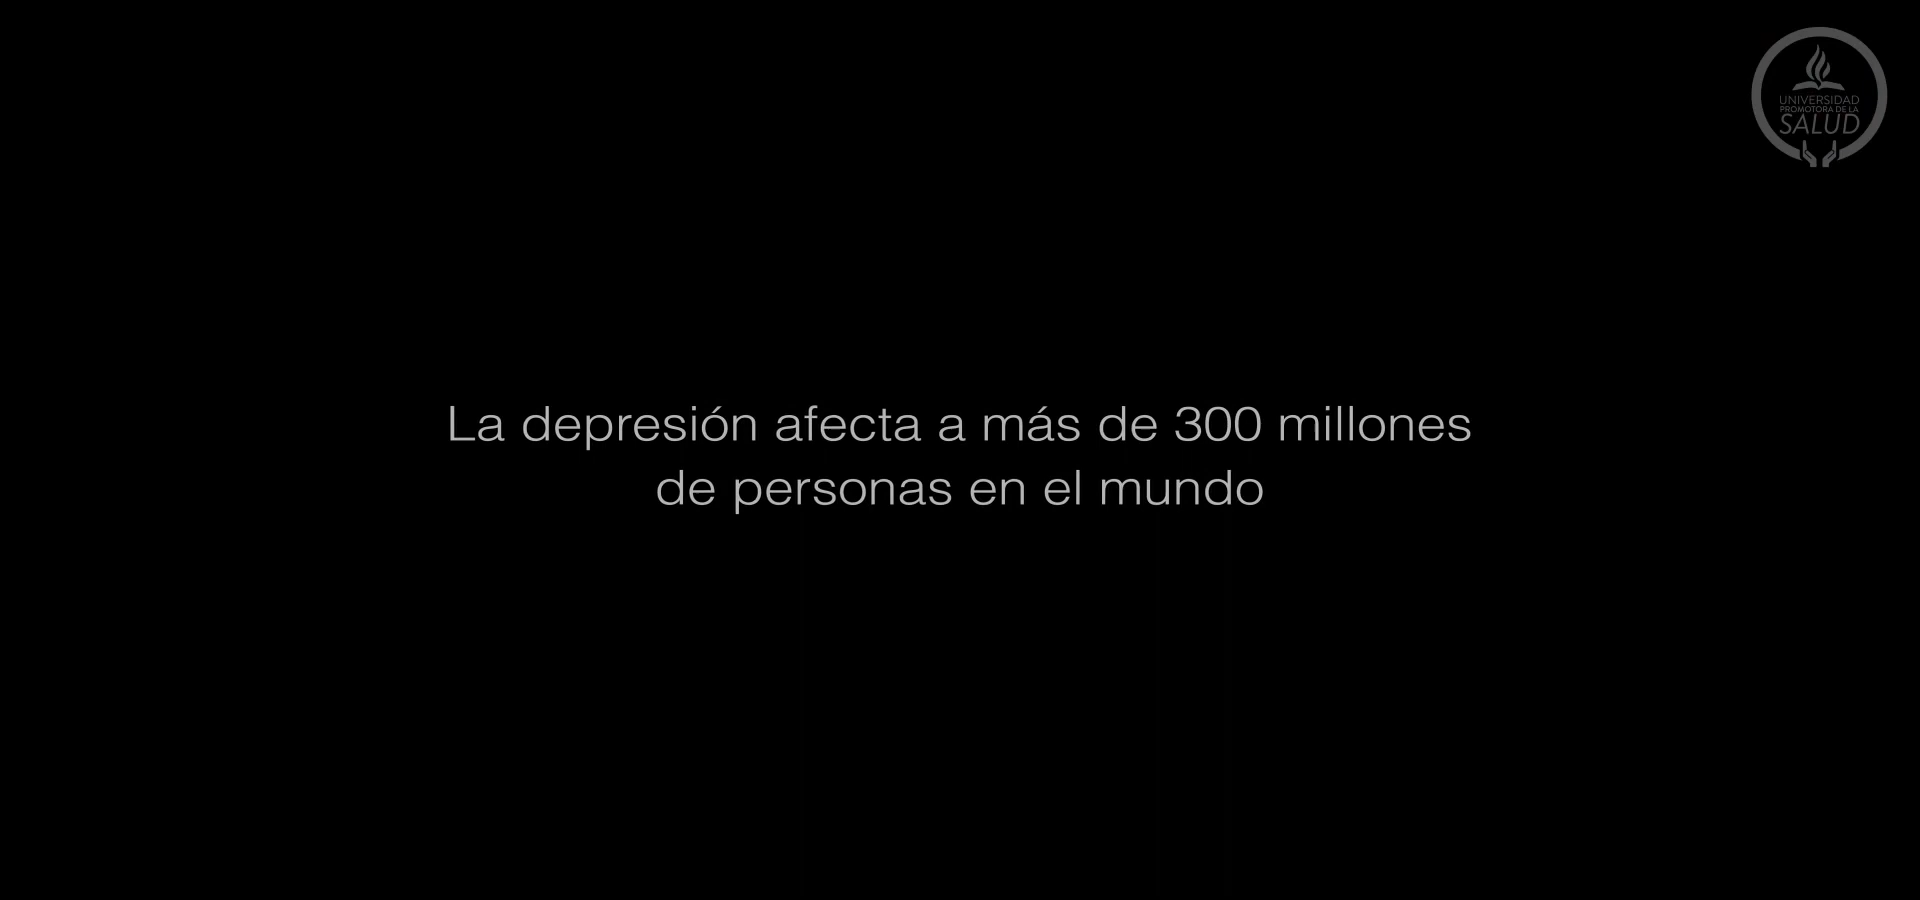 UNIVERSIDAD
PROMOTORA DE LA
SALUD
La depresión afecta a más de 300 millones
de personas en el mundo